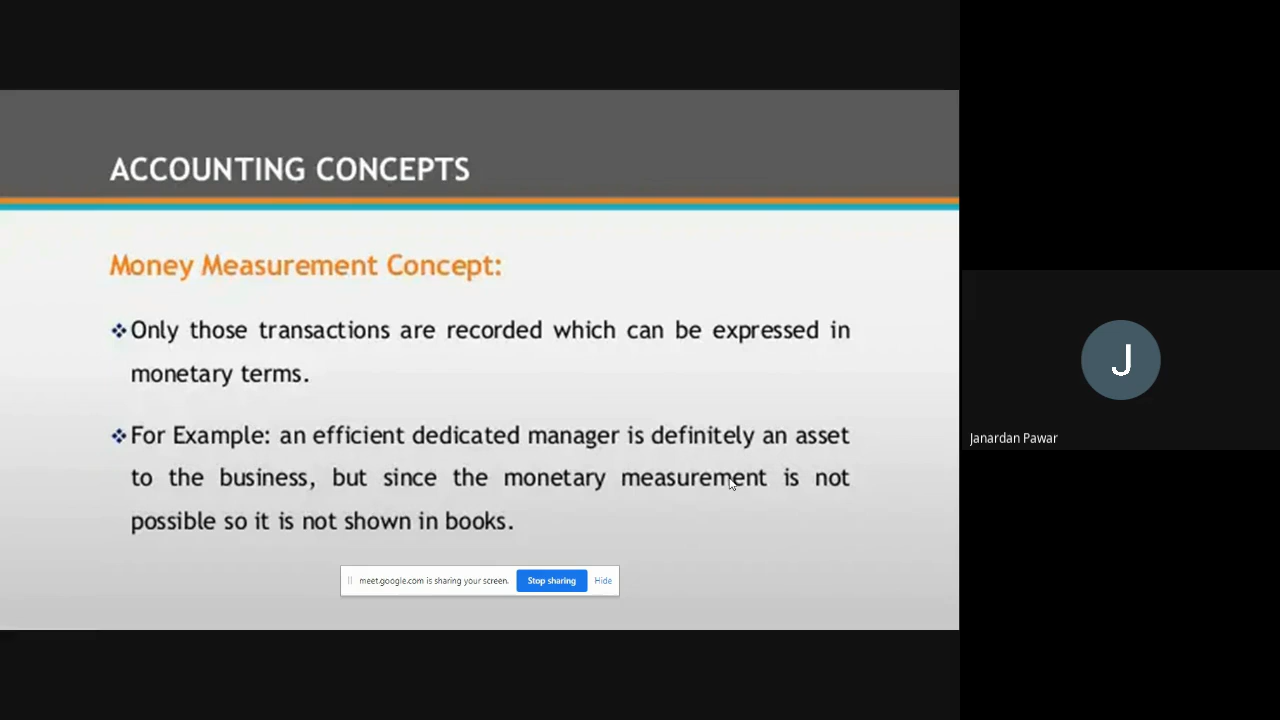 ACCOUNTING CONCEPTS
Money Measurement Concept:
Only those transactions are recorded which can be expressed in
monetary terms.
For Example: an efficient dedicated manager is definitely an asset
to the business, but since the monetary measurement is not
possible so it is not shown in books.
meet.google.com is sharing your screen. Stop sharing Hide
J
Janardan Pawar